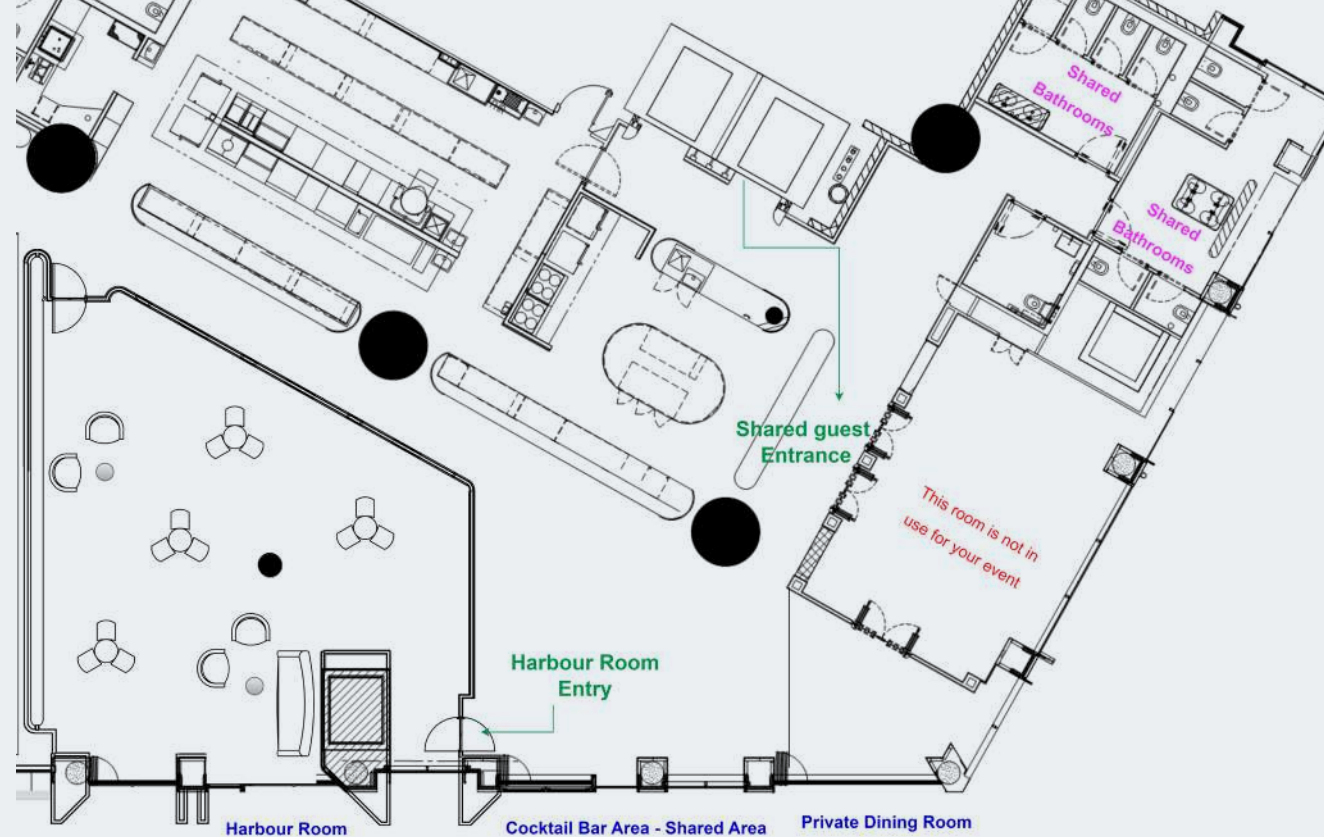 Shared
Bathrooms
Shared
Bathrooms
Shared guest
Entrance
This room is not in
use for your event
Harbour Room
Entry
Harbour Room
Cocktail Bar Area - Shared Area
Private Dining Room